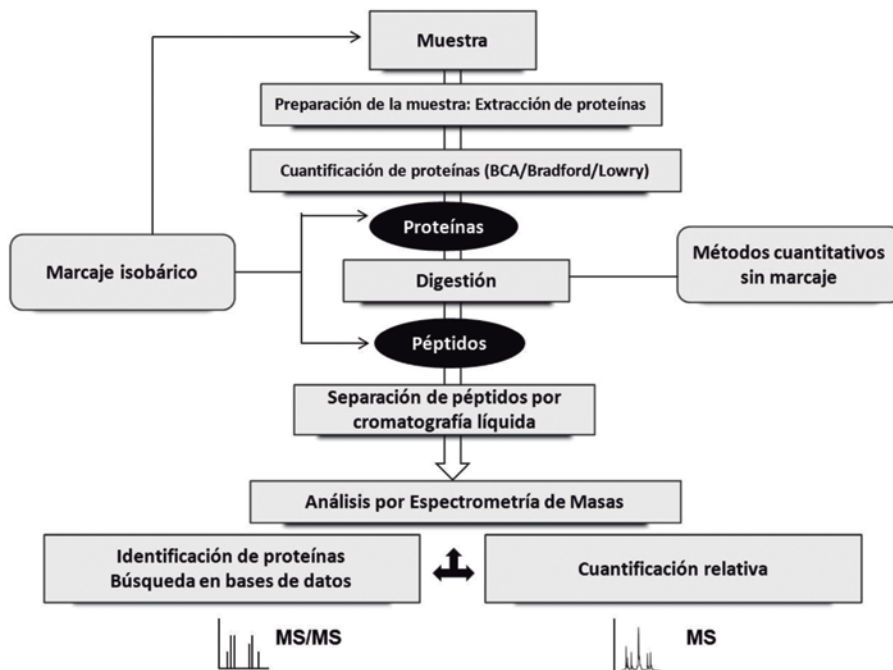 Muestra
Preparación de la muestra: Extracción de proteínas
Cuantificación de proteínas (BCA/Bradford/Lowry)
Proteínas
Marcaje isobárico
Digestión
Métodos cuantitativos
sin marcaje
Péptidos
Separación de péptidos por
cromatografía líquida
Análisis por Espectrometría de Masas
Identificación de proteínas
Búsqueda en bases de datos
Cuantificación relativa
MS/MS
MS